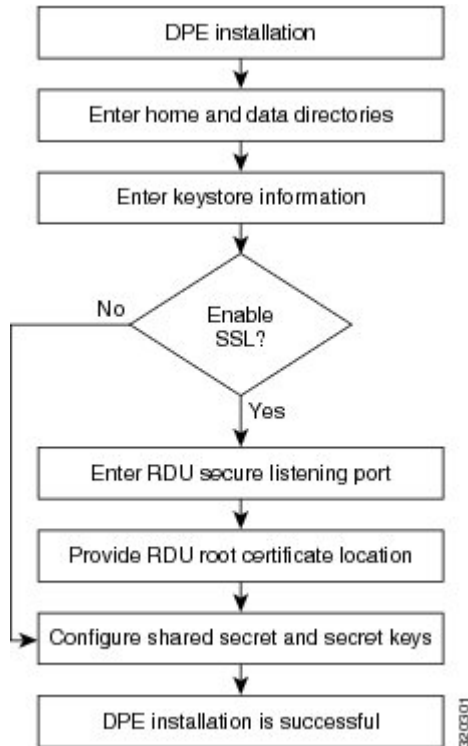 DPE installation
Enter home and data directories
Enter keystore information
No
Enable
SSL?
Yes
Enter RDU secure listening port
Provide RDU root certificate location
Configure shared secret and secret keys
DPE installation is successful
320301